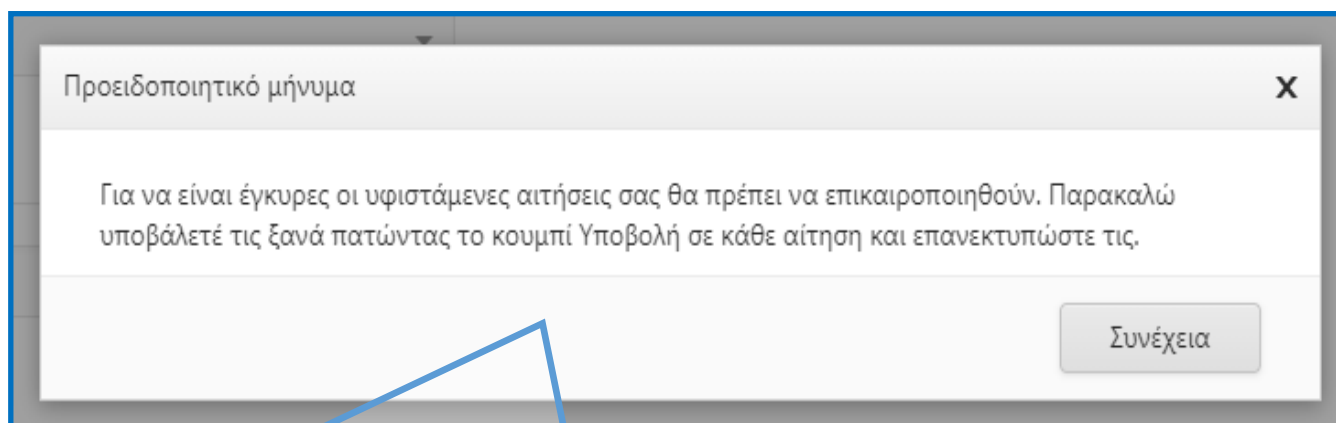 Προειδοποιητικό μήνυμα
X
Για να είναι έγκυρες οι υφιστάμενες αιτήσεις σας θα πρέπει να επικαιροποιηθούν. Παρακαλώ
υποβάλετέ τις ξανά πατώντας το κουμπί Υποβολή σε κάθε αίτηση και επανεκτυπώστε τις.
Συνέχεια